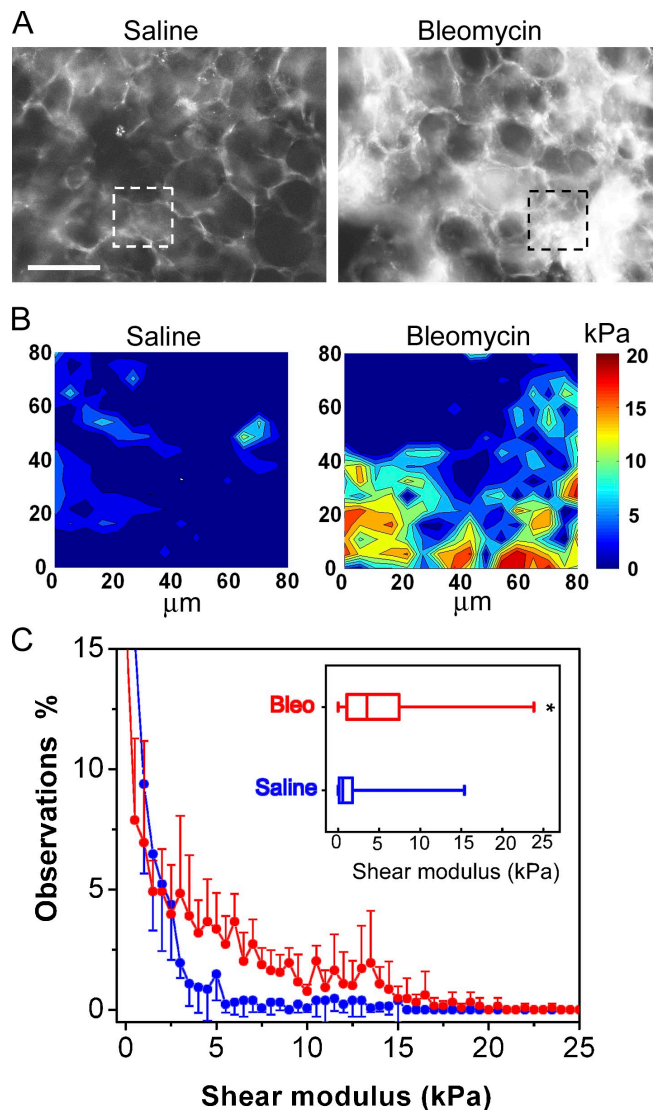 A
Saline
Bleomycin
B
Saline
Bleomycin
kPa
80
60
40
20
0
0 20 40 60 80
μm
80
60
40
20
0
0 20 40 60 80
μm
20
15
10
5
0
C
15
10
5
0
Observations %
0 5 10 15 20 25
Shear modulus (kPa)
Bleo
*
Saline
0 5 10 15 20 25
Shear modulus (kPa)